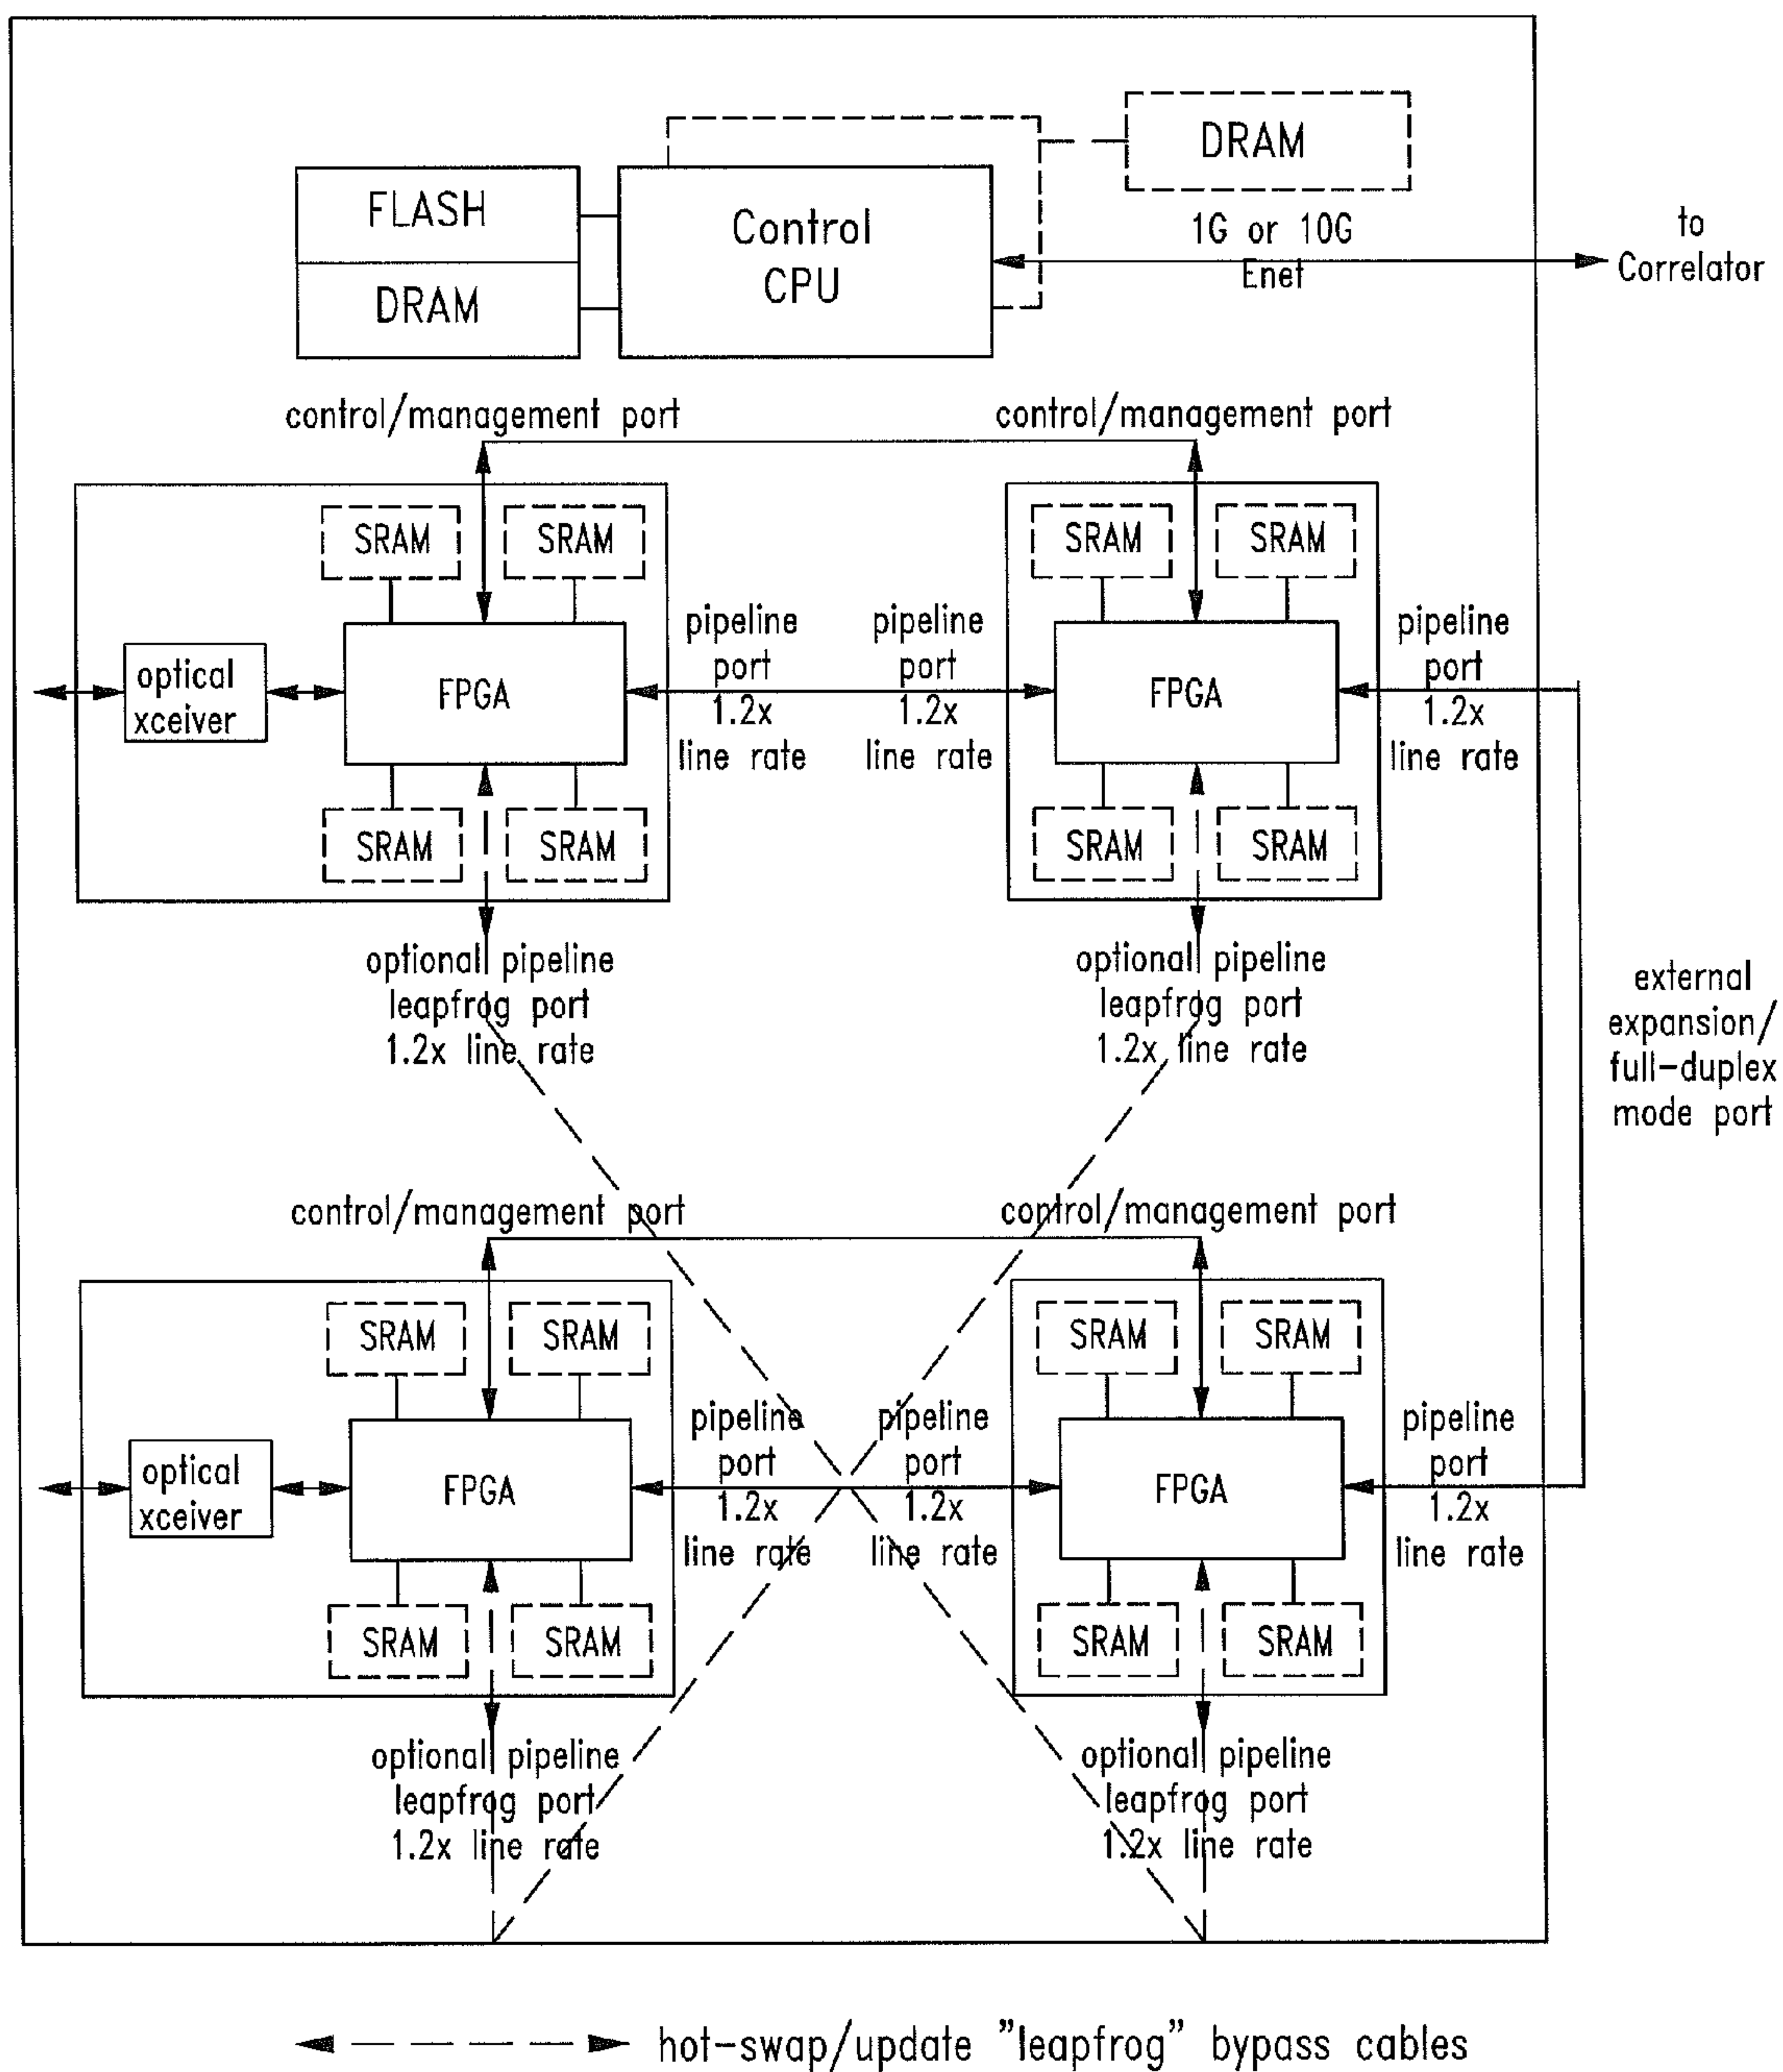 DRAM
FLASH
DRAM
Control
CPU
1G or 10G
Enet
to
Correlator
control/management port
control/management port
SRAM
SRAM
SRAM
SRAM
optical
xceiver
FPGA
pipeline
port
1.2x
line rate
pipeline
port
1.2x
line rate
FPGA
pipeline
port
1.2x
line rate
SRAM
SRAM
SRAM
SRAM
optional pipeline
leapfrog port
1.2x line rate
optional pipeline
leapfrog port
1.2x line rate
external
expansion/
full-duplex
mode port
control/management port
control/management port
SRAM
SRAM
SRAM
SRAM
optical
xceiver
FPGA
pipeline
port
1.2x
line rate
pipeline
port
1.2x
line rate
FPGA
pipeline
port
1.2x
line rate
SRAM
SRAM
SRAM
SRAM
optional pipeline
leapfrog port
1.2x line rate
optional pipeline
leapfrog port
1.2x line rate
hot-swap/update "leapfrog" bypass cables